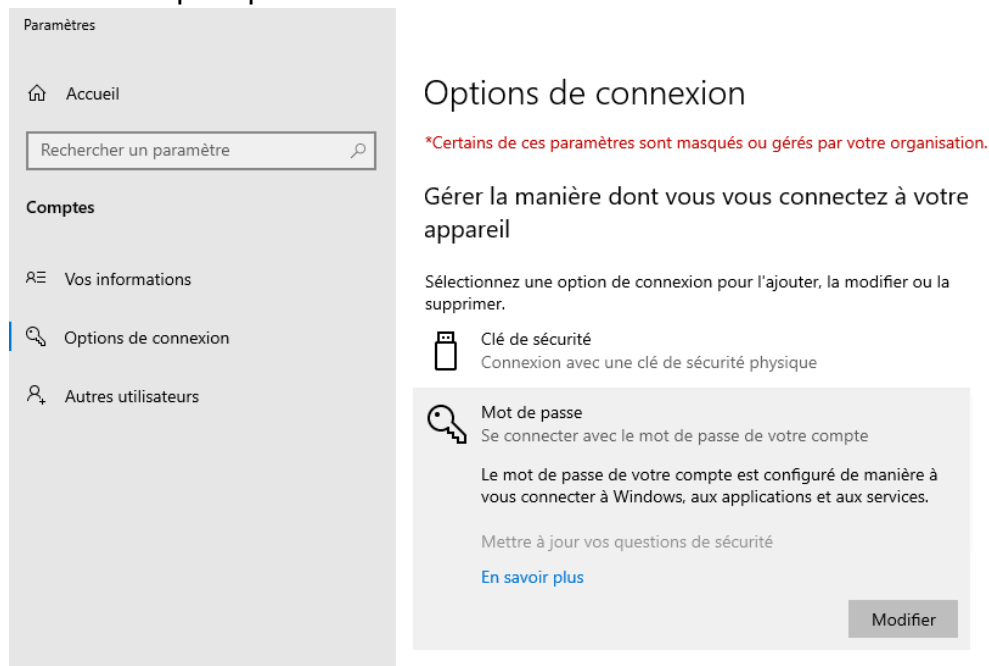 Paramètres
Accueil
Rechercher un paramètre
Comptes
Vos informations
Options de connexion
Autres utilisateurs
Options de connexion
*Certains de ces paramètres sont masqués ou gérés par votre organisation.
Gérer la manière dont vous vous connectez à votre
appareil
Sélectionnez une option de connexion pour l'ajouter, la modifier ou la
supprimer.
Clé de sécurité
Connexion avec une clé de sécurité physique
Mot de passe
Se connecter avec le mot de passe de votre compte
Le mot de passe de votre compte est configuré de manière à
vous connecter à Windows, aux applications et aux services.
Mettre à jour vos questions de sécurité
En savoir plus
Modifier